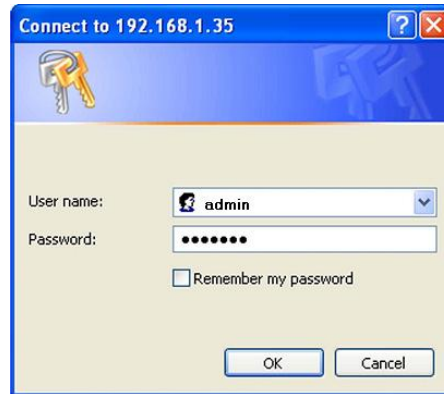 Connect to 192.168.1.35
?
User name:
admin
Password:
•••••••
Remember my password
OK
Cancel